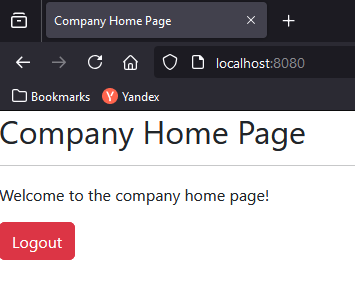 Company Home Page
localhost:8080
Bookmarks Y Yandex
Company Home Page
Welcome to the company home page!
Logout